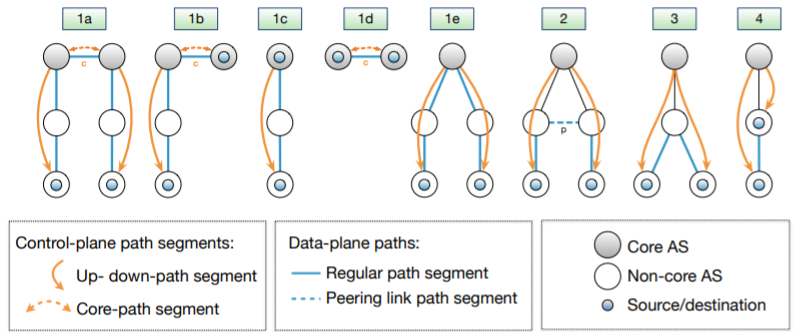 1a 1b 1c 1d 1e 2 3 4
c c c p
Control-plane path segments:
Up- down-path segment
Core-path segment
Data-plane paths:
Regular path segment
Peering link path segment
Core AS
Non-core AS
Source/destination